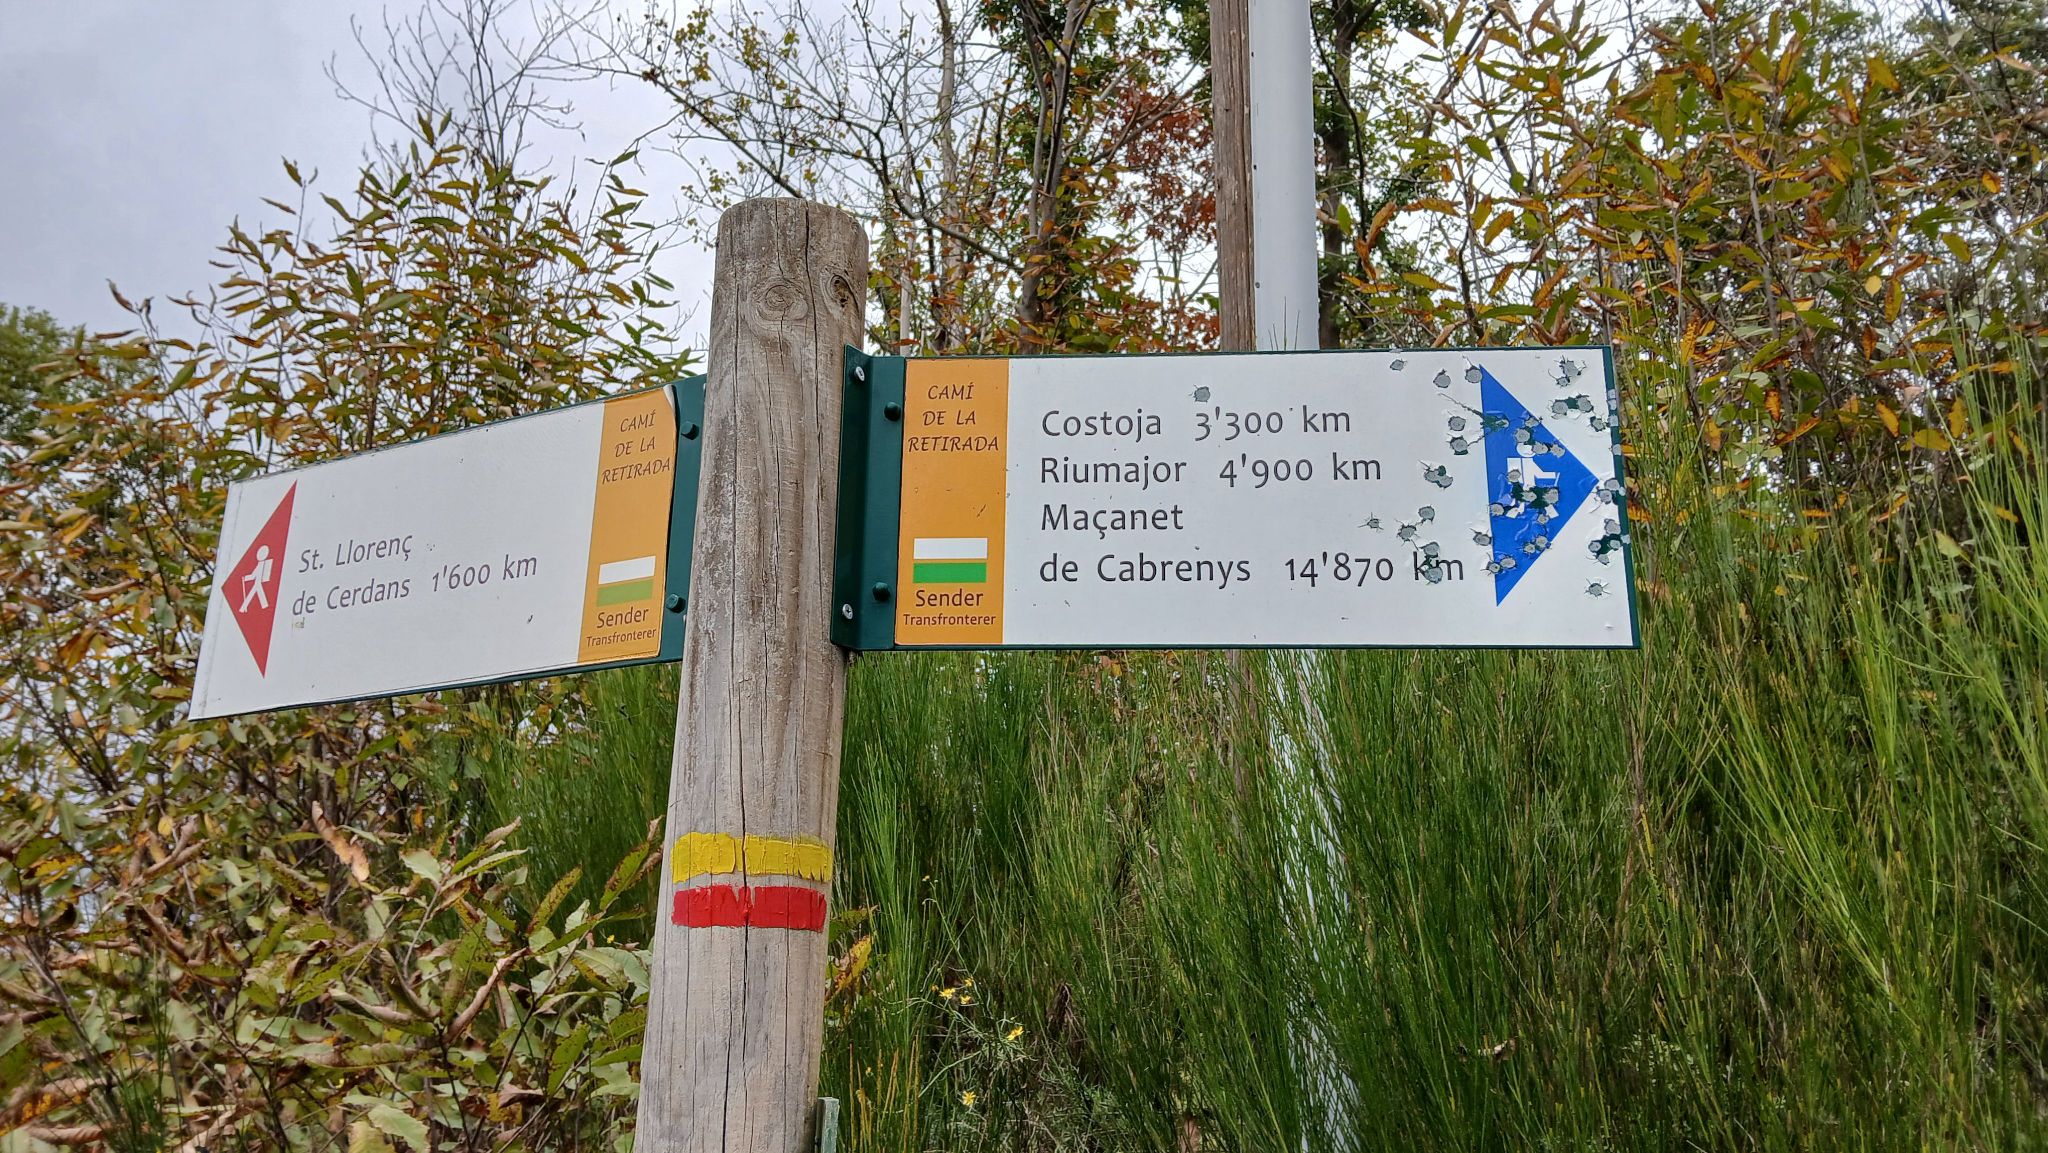 CAMÍ
DE LA
RETIRADA
St. Llorenç
de Cerdans 1'600 km
Sender
Transfronterer
CAMÍ
DE LA
RETIRADA
Costoja 3'300 km
Riumajor 4'900 km
Maçanet
de Cabrenys 14'870 km
Sender
Transfronterer